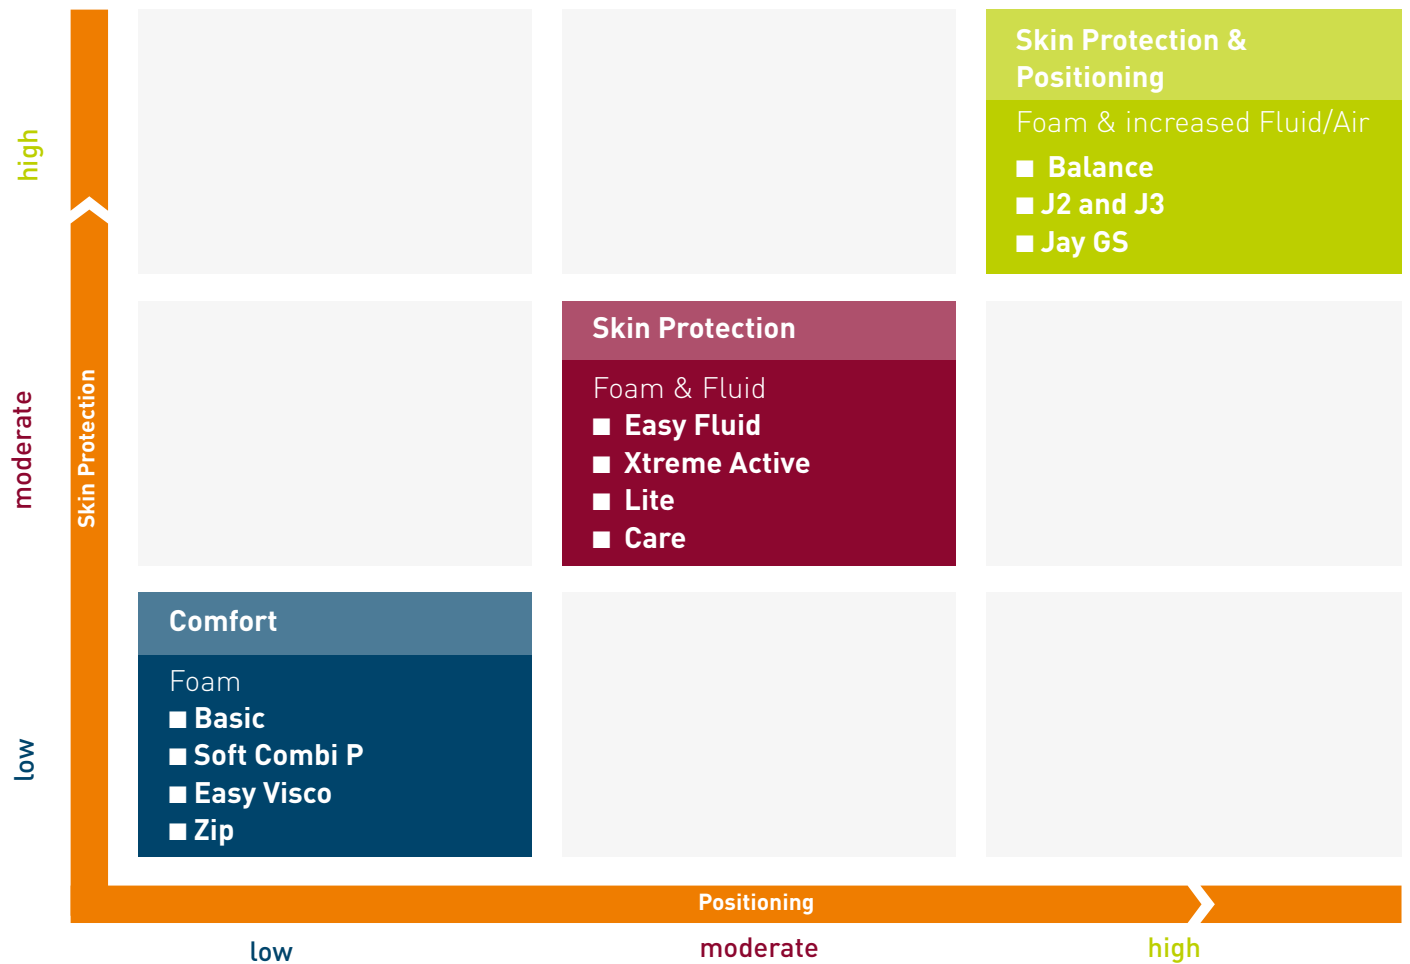 high
Skin Protection &
Positioning
Foam & increased Fluid/Air
■ Balance
■ J2 and J3
■ Jay GS
moderate
Skin Protection
Skin Protection
Foam & Fluid
■ Easy Fluid
■ Xtreme Active
■ Lite
■ Care
low
Comfort
Foam
■ Basic
■ Soft Combi P
■ Easy Visco
■ Zip
Positioning
low
moderate
high